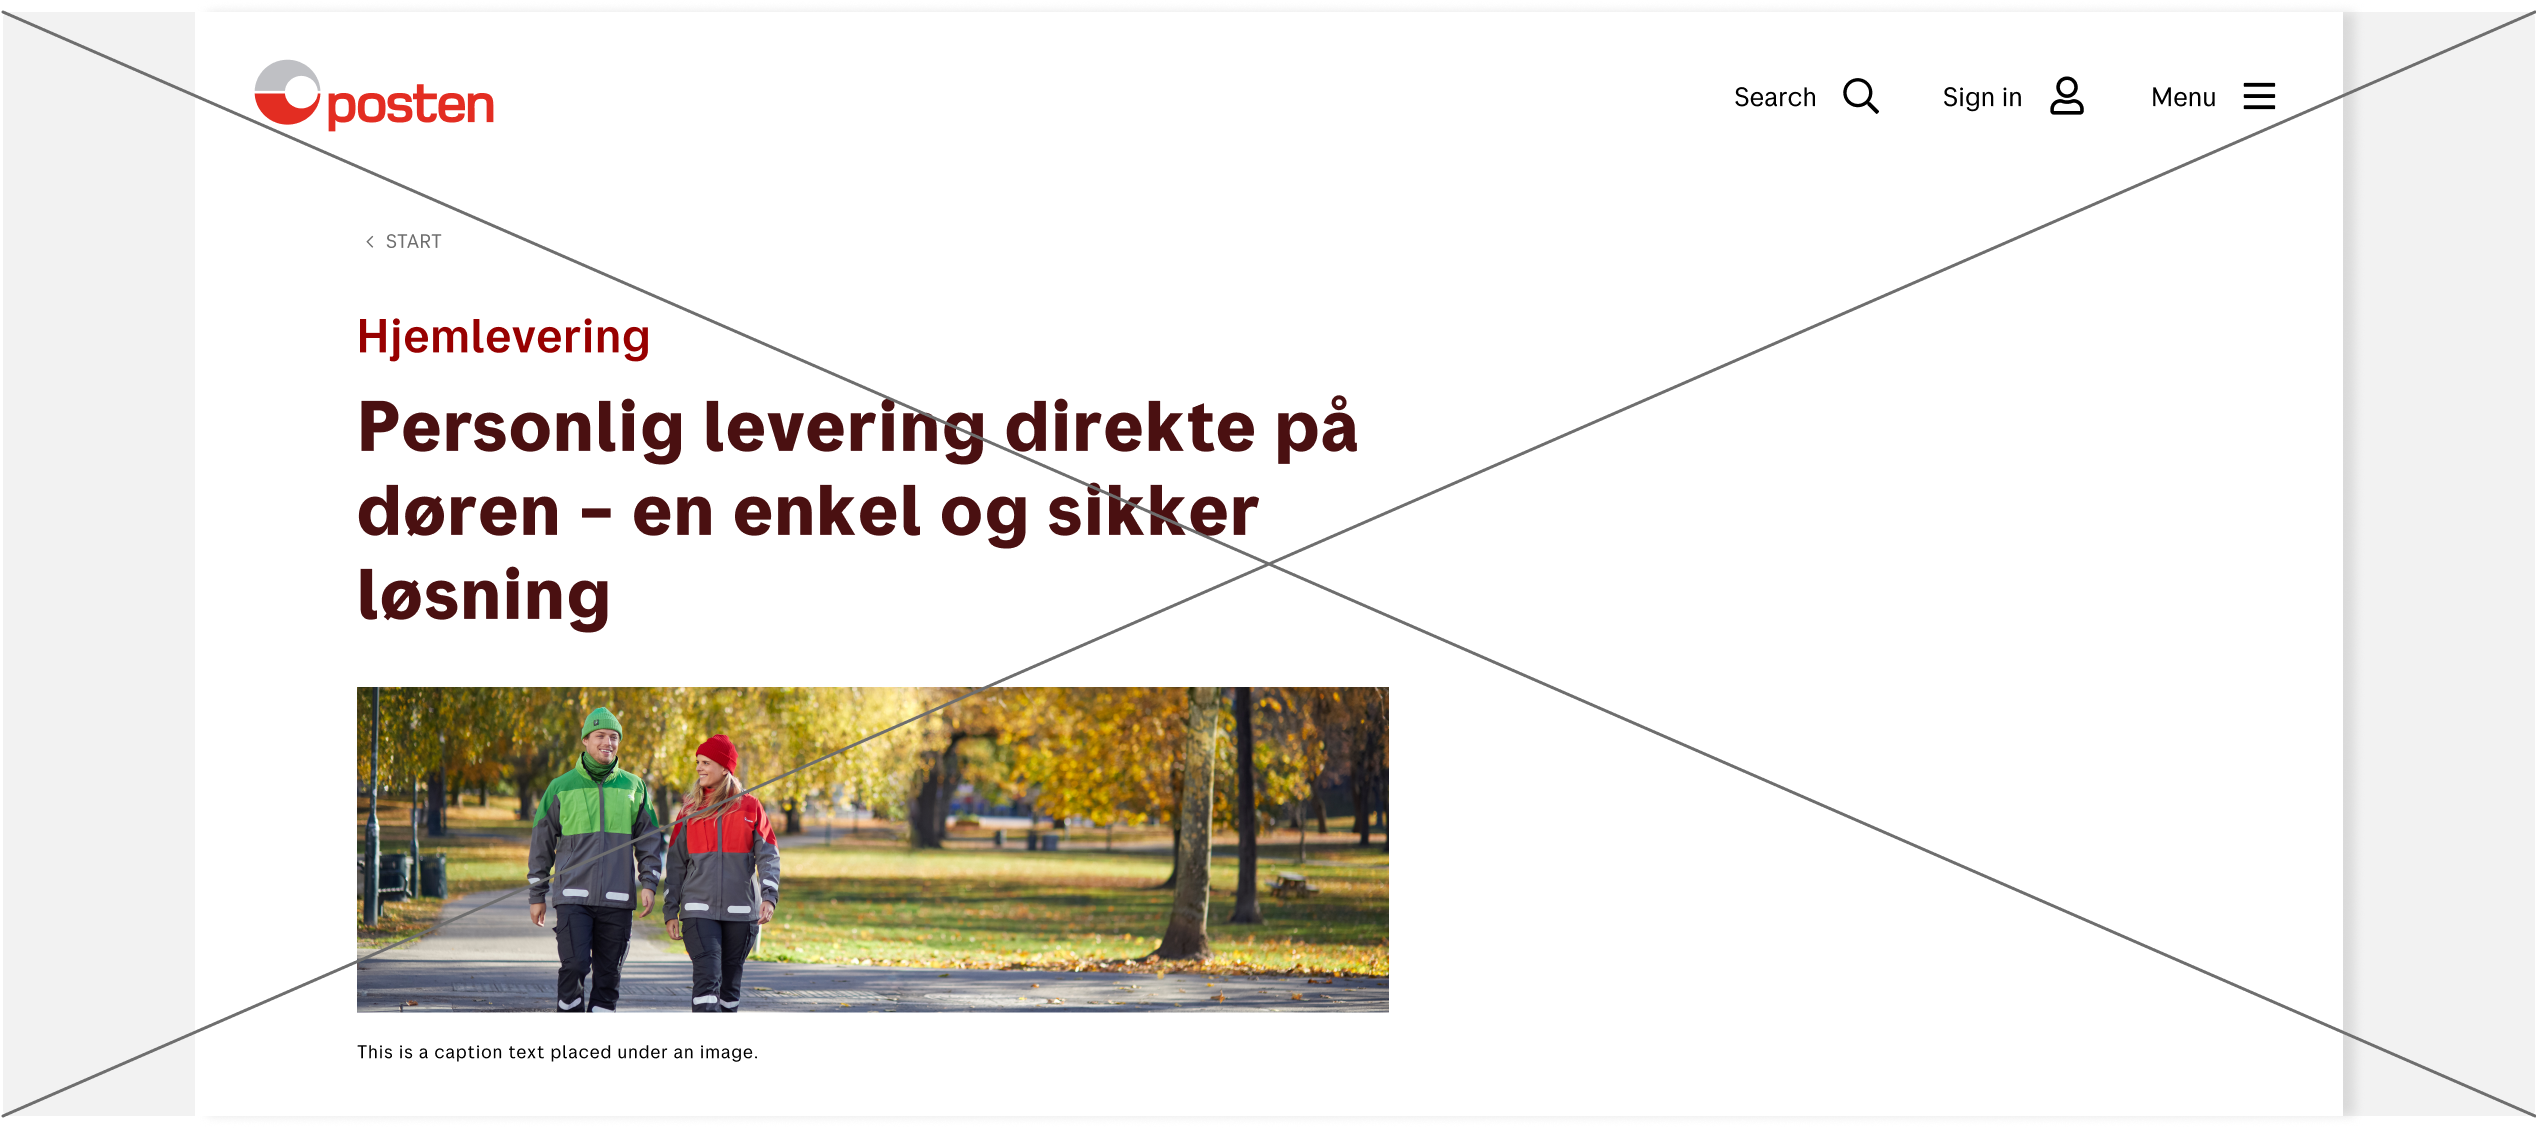 posten
Search
Sign in
Menu
START
Hjemlevering
Personlig levering direkte på
døren – en enkel og sikker
løsning
This is a caption text placed under an image.